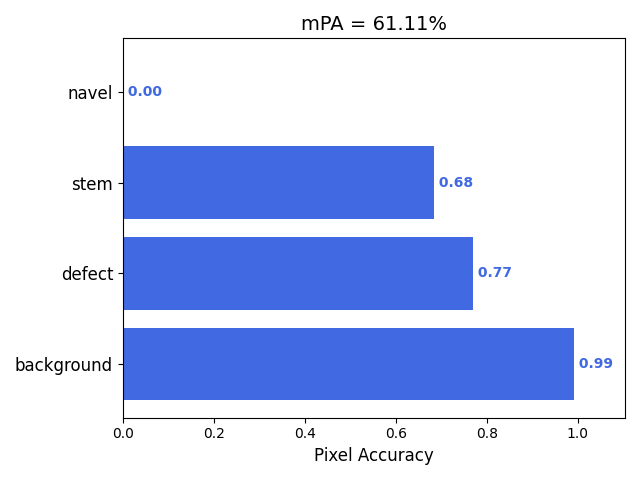 mPA = 61.11%
navel
0.00
stem
0.68
defect
0.77
background
0.99
0.0 0.2 0.4 0.6 0.8 1.0
Pixel Accuracy